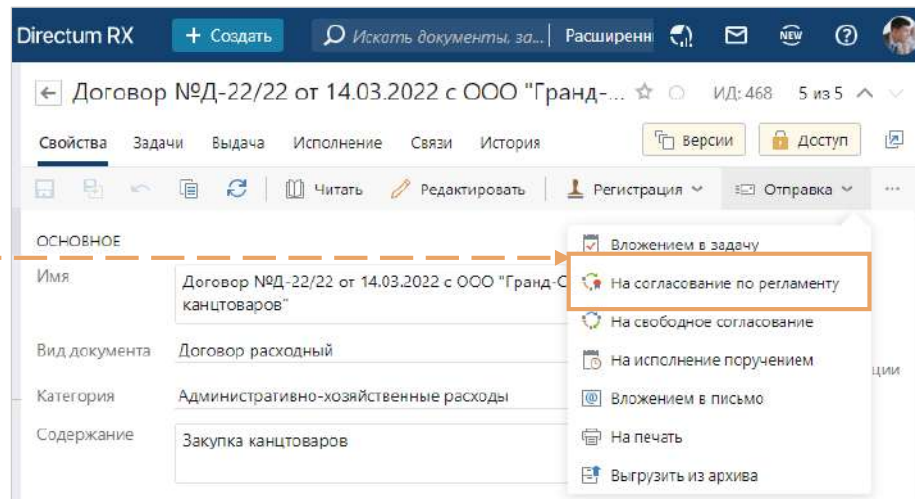 Directum RX + Создать Искать документы, за... Расширенн NEW
Договор №Д-22/22 от 14.03.2022 с ООО "Гранд-... ИД: 468 5 из 5
Свойства Задачи Выдача Исполнение Связи История Версии Доступ
Читать Редактировать Регистрация Отправка ...
ОСНОВНОЕ
Вложением в задачу
Имя
Договор №Д-22/22 от 14.03.2022 с ООО "Гранд-С
канцтоваров"
На согласование по регламенту
На свободное согласование
Вид документа Договор расходный
На исполнение поручением
ции
Категория Административно-хозяйственные расходы
Вложением в письмо
Содержание Закупка канцтоваров
На печать
Выгрузить из архива